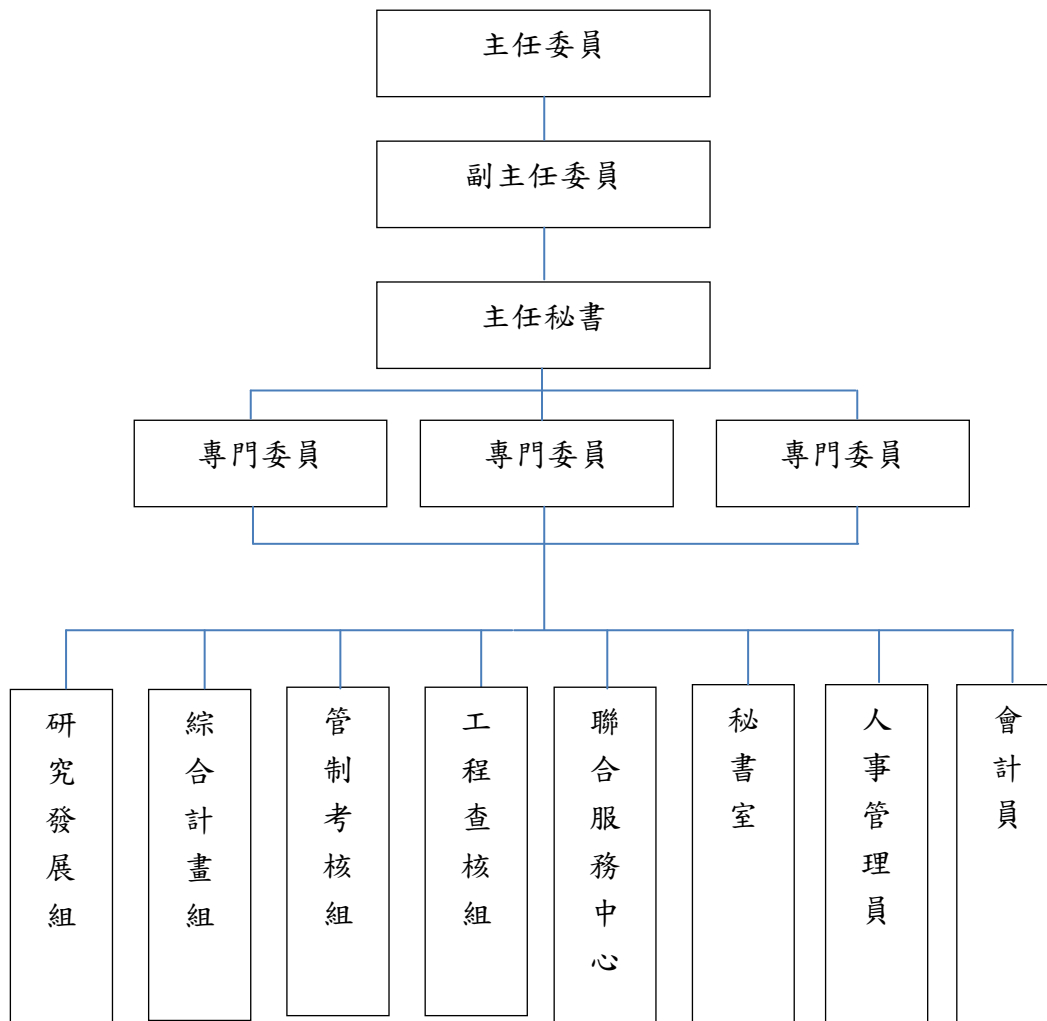 主任委員
副主任委員
主任秘書
專門委員
專門委員
專門委員
研究發展組
綜合計畫組
管制考核組
工程查核組
聯合服務中心
秘書室
人事管理員
會計員